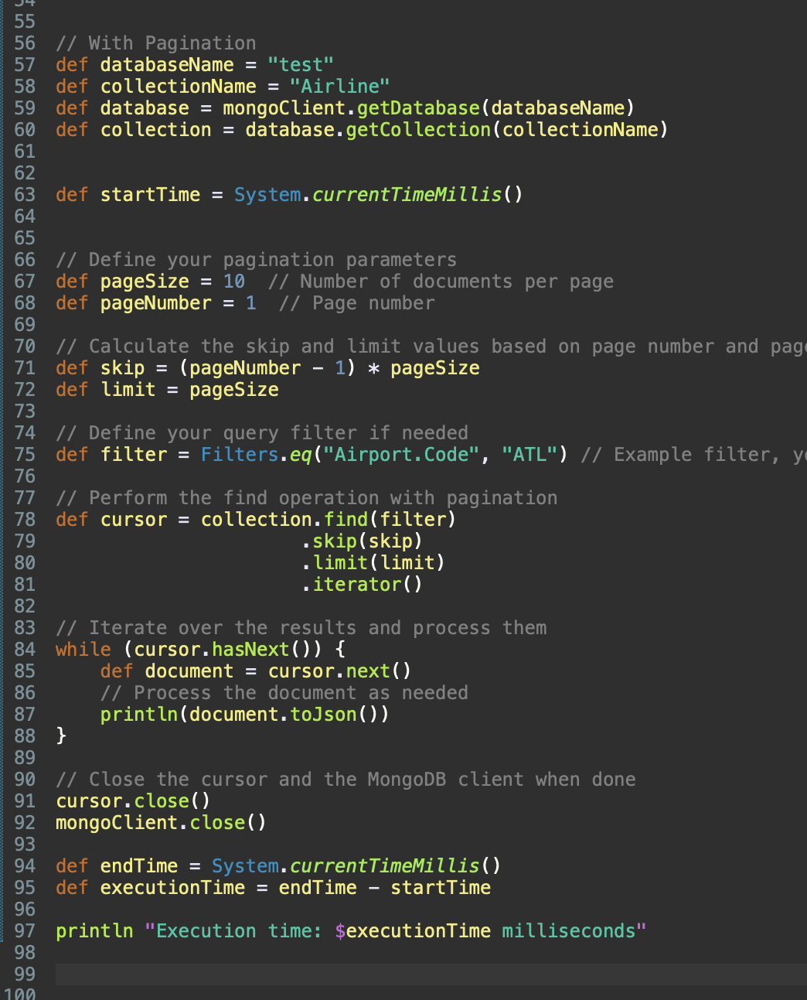 55
56 // With Pagination
57 def databaseName = "test"
58 def collectionName = "Airline"
59 def database = mongoClient.getDatabase(databaseName)
60 def collection = database.getCollection(collectionName)
61
62
63 def startTime = System.currentTimeMillis()
64
65
66 // Define your pagination parameters
67 def pageSize = 10  // Number of documents per page
68 def pageNumber = 1  // Page number
69
70 // Calculate the skip and limit values based on page number and
71 def skip = (pageNumber - 1) * pageSize
72 def limit = pageSize
73
74 // Define your query filter if needed
75 def filter = Filters.eq("Airport.Code", "ATL") // Example filter,
76
77 // Perform the find operation with pagination
78 def cursor = collection.find(filter)
79                       .skip(skip)
80                       .limit(limit)
81                       .iterator()
82
83 // Iterate over the results and process them
84 while (cursor.hasNext()) {
85     def document = cursor.next()
86     // Process the document as needed
87     println(document.toJson())
88 }
89
90 // Close the cursor and the MongoDB client when done
91 cursor.close()
92 mongoClient.close()
93
94 def endTime = System.currentTimeMillis()
95 def executionTime = endTime - startTime
96
97 println "Execution time: $executionTime milliseconds"
98
99
100